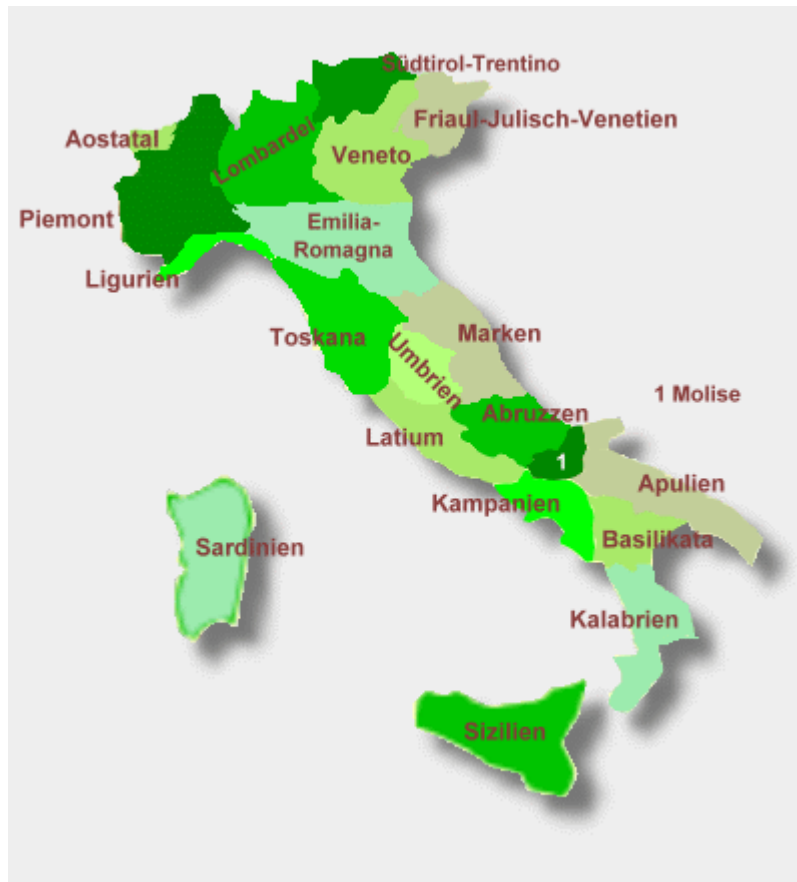 Südtirol-Trentino
Friaul-Julisch-Venetien
Aostatal
Lombardei
Veneto
Piemont
Emilia-
Romagna
Ligurien
Toskana
Marken
Umbrien
1 Molise
Abruzzen
Latium
1
Apulien
Kampanien
Basilikata
Sardinien
Kalabrien
Sizilien